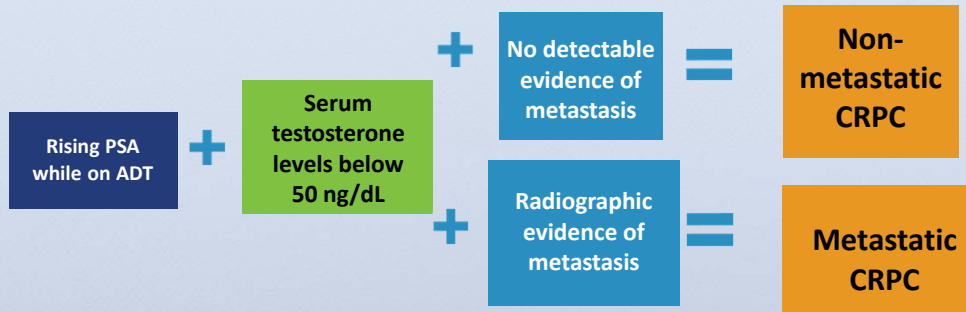 Rising PSA
while on ADT
+
Serum
testosterone
levels below
50 ng/dL
+
No detectable
evidence of
metastasis
=
Non-
metastatic
CRPC
+
Radiographic
evidence of
metastasis
=
Metastatic
CRPC